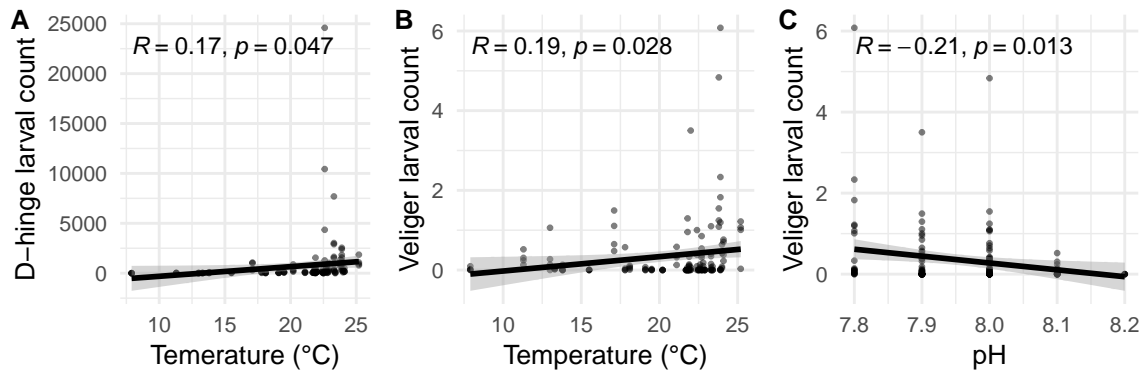 A
D−hinge larval count
25000
20000
15000
10000
5000
0
R = 0.17, p = 0.047
10 15 20 25
Temerature (°C)
B
Veliger larval count
6
4
2
0
R = 0.19, p = 0.028
10 15 20 25
Temperature (°C)
C
Veliger larval count
6
4
2
0
R = −0.21, p = 0.013
7.8 7.9 8.0 8.1 8.2
pH